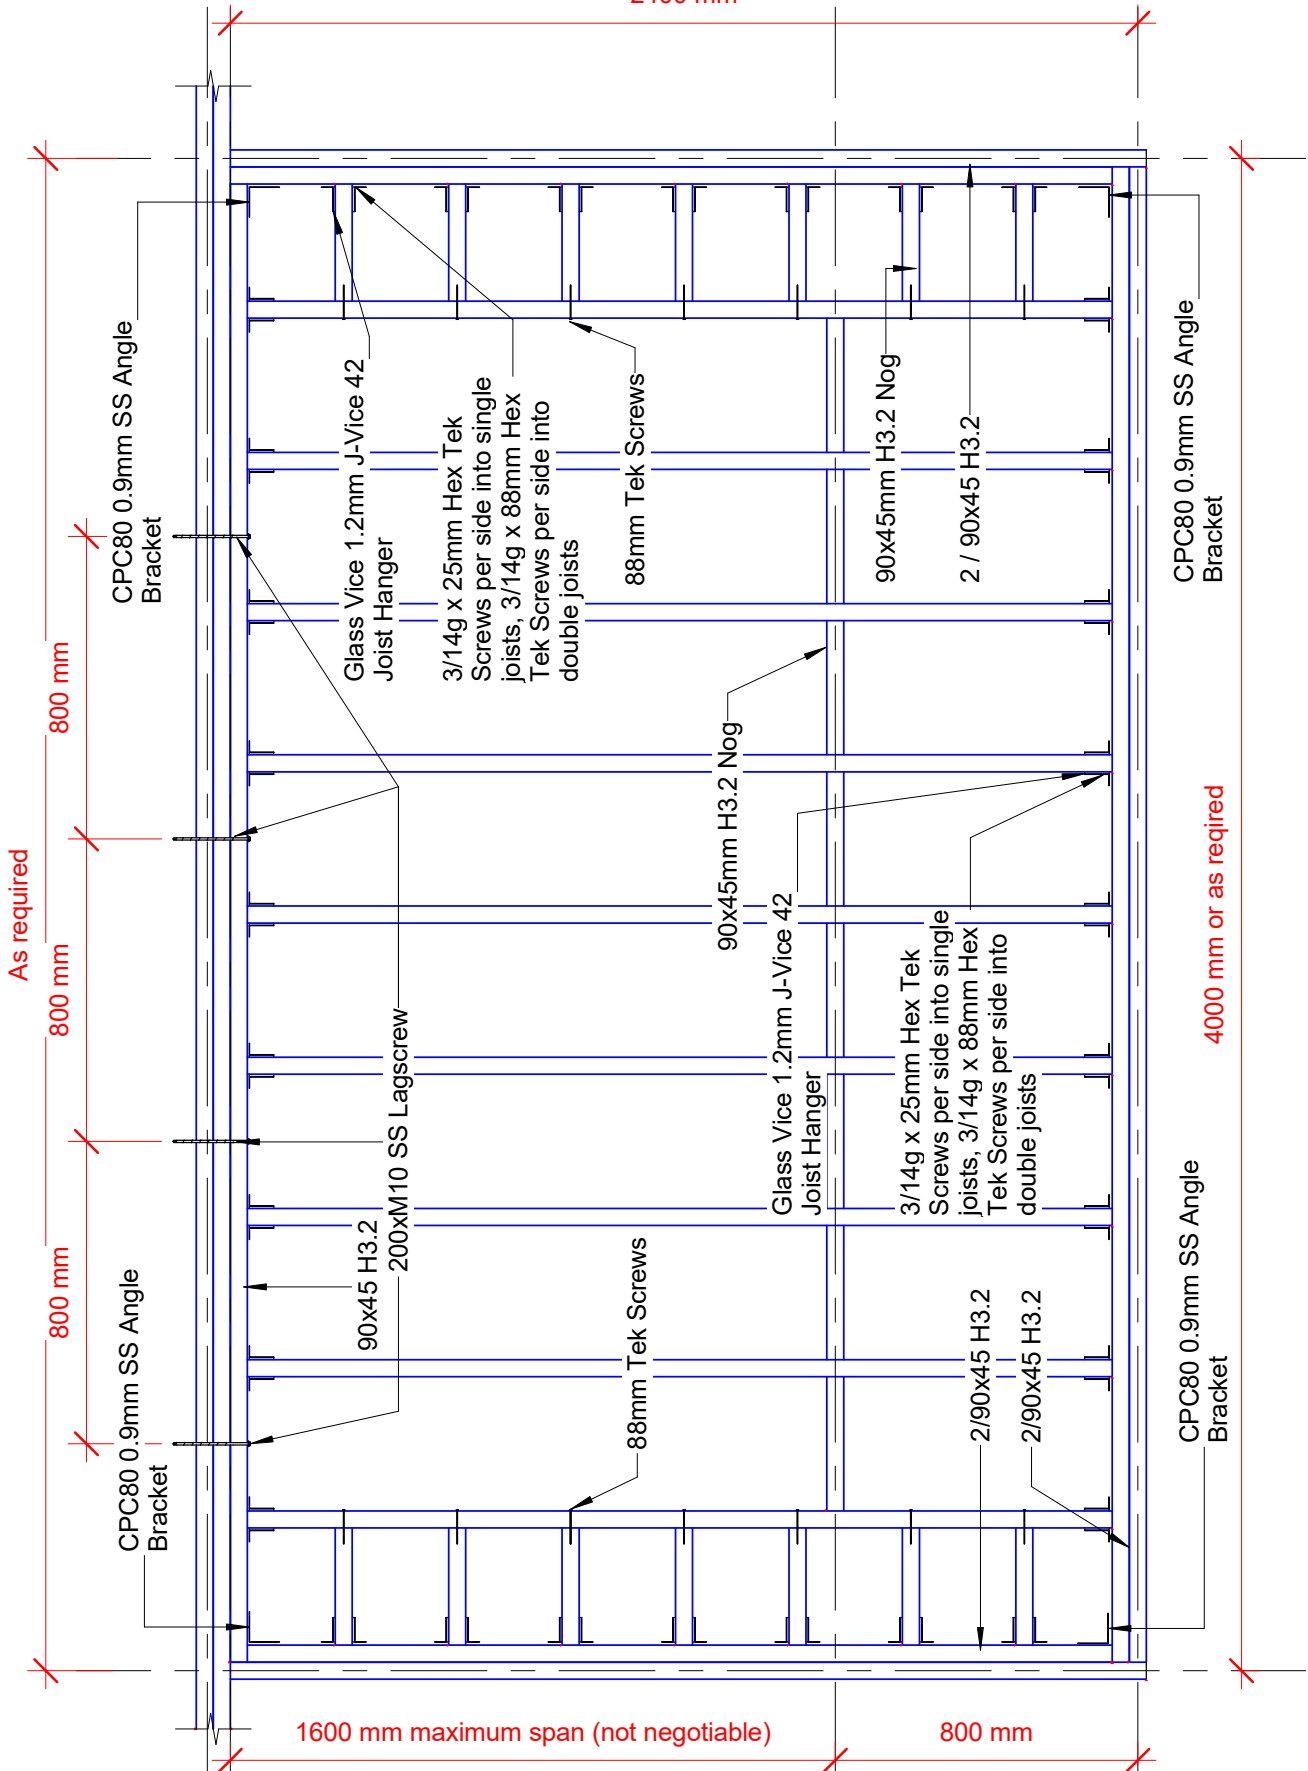 2400 mm
As required
800 mm
800 mm
800 mm
CPC80 0.9mm SS Angle
Bracket
CPC80 0.9mm SS Angle
Bracket
Glass Vice 1.2mm J-Vice 42
Joist Hanger
3/14g x 25mm Hex Tek
Screws per side into single
joists, 3/14g x 88mm Hex
Tek Screws per side into
double joists
88mm Tek Screws
90x45mm H3.2 Nog
2 / 90x45 H3.2
CPC80 0.9mm SS Angle
Bracket
90x45mm H3.2 Nog
Glass Vice 1.2mm J-Vice 42
Joist Hanger
3/14g x 25mm Hex Tek
Screws per side into single
joists, 3/14g x 88mm Hex
Tek Screws per side into
double joists
4000 mm or as reqired
90x45 H3.2
200xM10 SS Lagscrew
88mm Tek Screws
2/90x45 H3.2
2/90x45 H3.2
CPC80 0.9mm SS Angle
Bracket
1600 mm maximum span (not negotiable)
800 mm